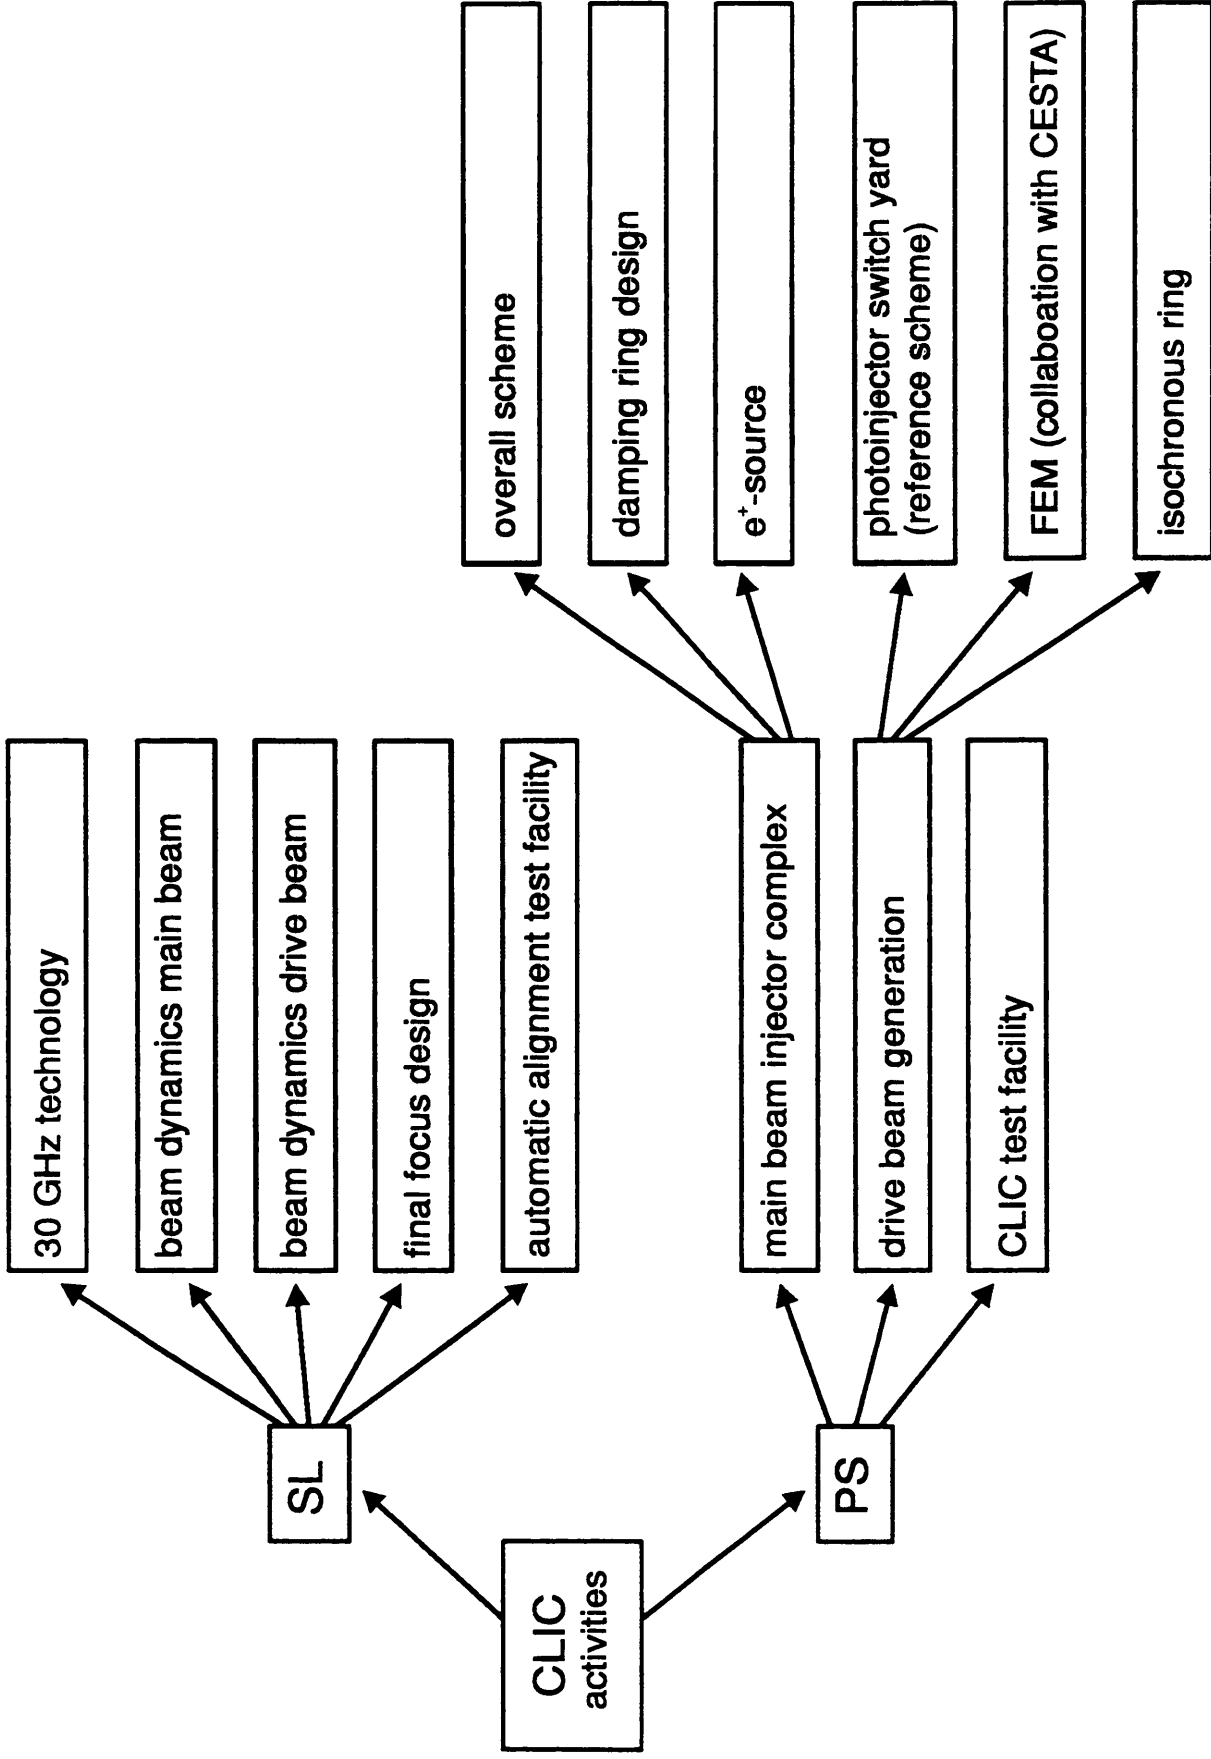 CLIC
activities
SL
30 GHz technology
beam dynamics main beam
beam dynamics drive beam
final focus design
automatic alignment test facility
PS
main beam injector complex
drive beam generation
CLIC test facility
overall scheme
damping ring design
e⁺-source
photoinjector switch yard
(reference scheme)
FEM (collaboation with CESTA)
isochronous ring